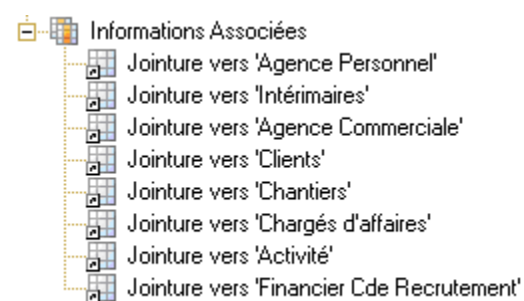 Informations Associées
Jointure vers 'Agence Personnel'
Jointure vers 'Intérimaires'
Jointure vers 'Agence Commerciale'
Jointure vers 'Clients'
Jointure vers 'Chantiers'
Jointure vers 'Chargés d'affaires'
Jointure vers 'Activité'
Jointure vers 'Financier Cde Recrutement'